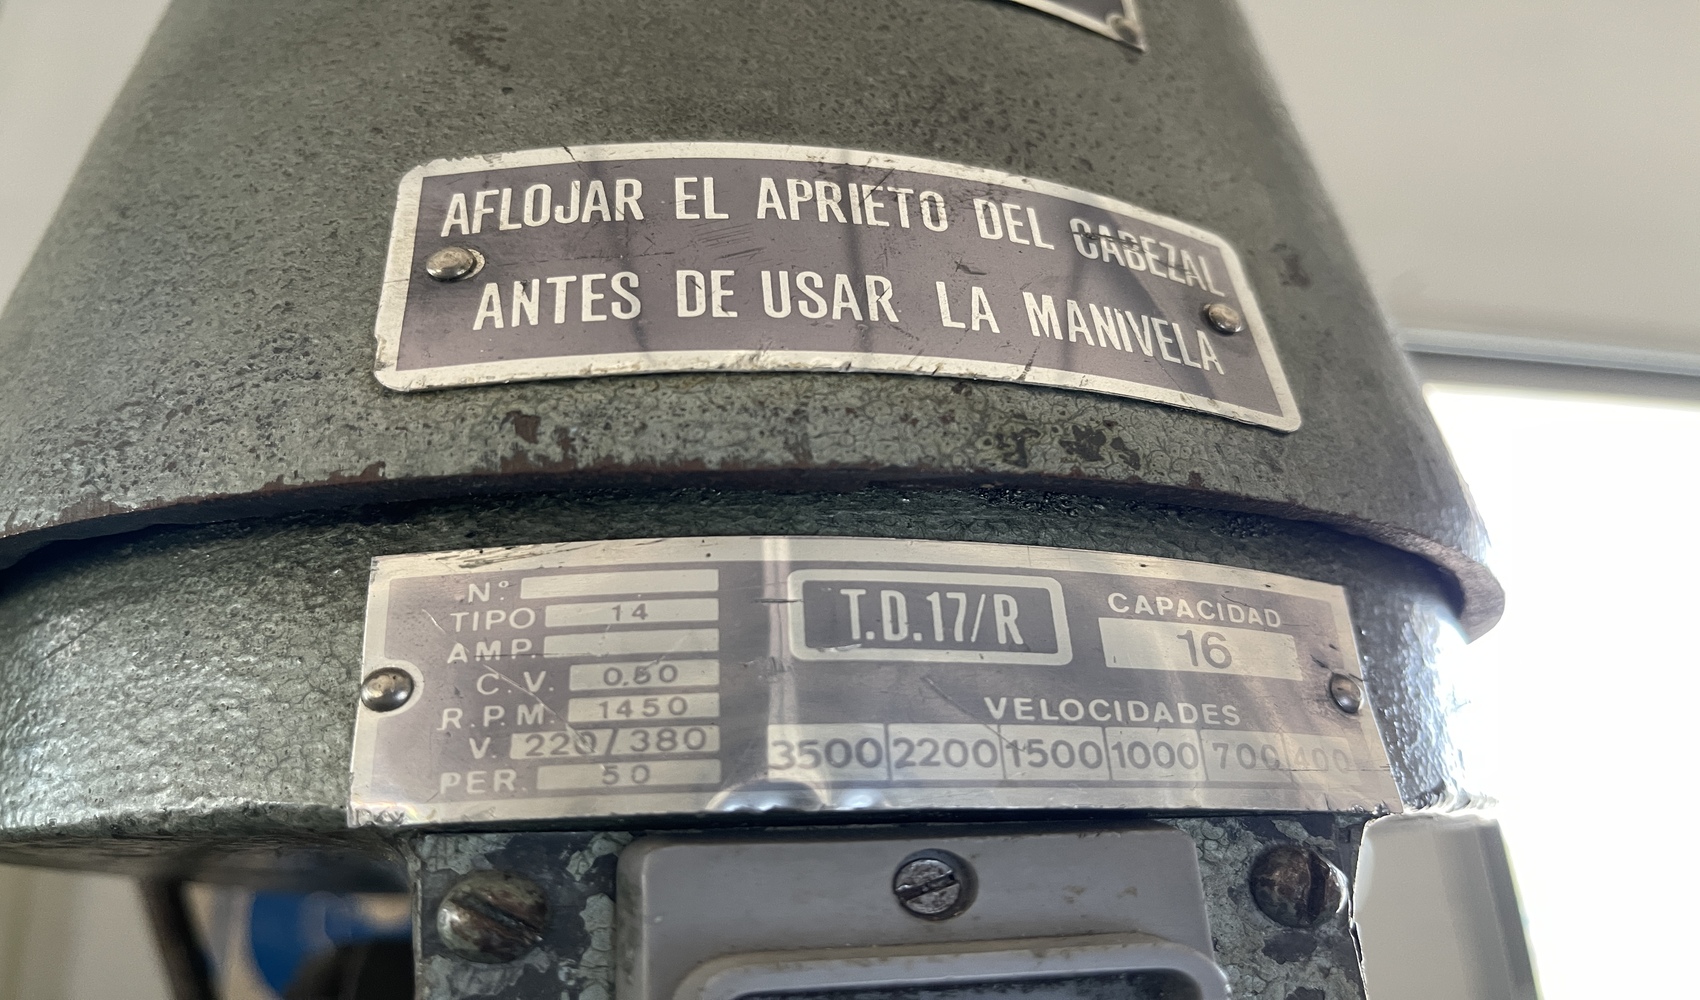 AFLOJAR EL APRIETO DEL CABEZAL
ANTES DE USAR LA MANIVELA
Nº
TIPO 14
AMP.
C.V. 0,50
R.P.M. 1450
V. 220/380
PER. 50
T.D.17/R
CAPACIDAD
16
VELOCIDADES
3500 2200 1500 1000 700 400